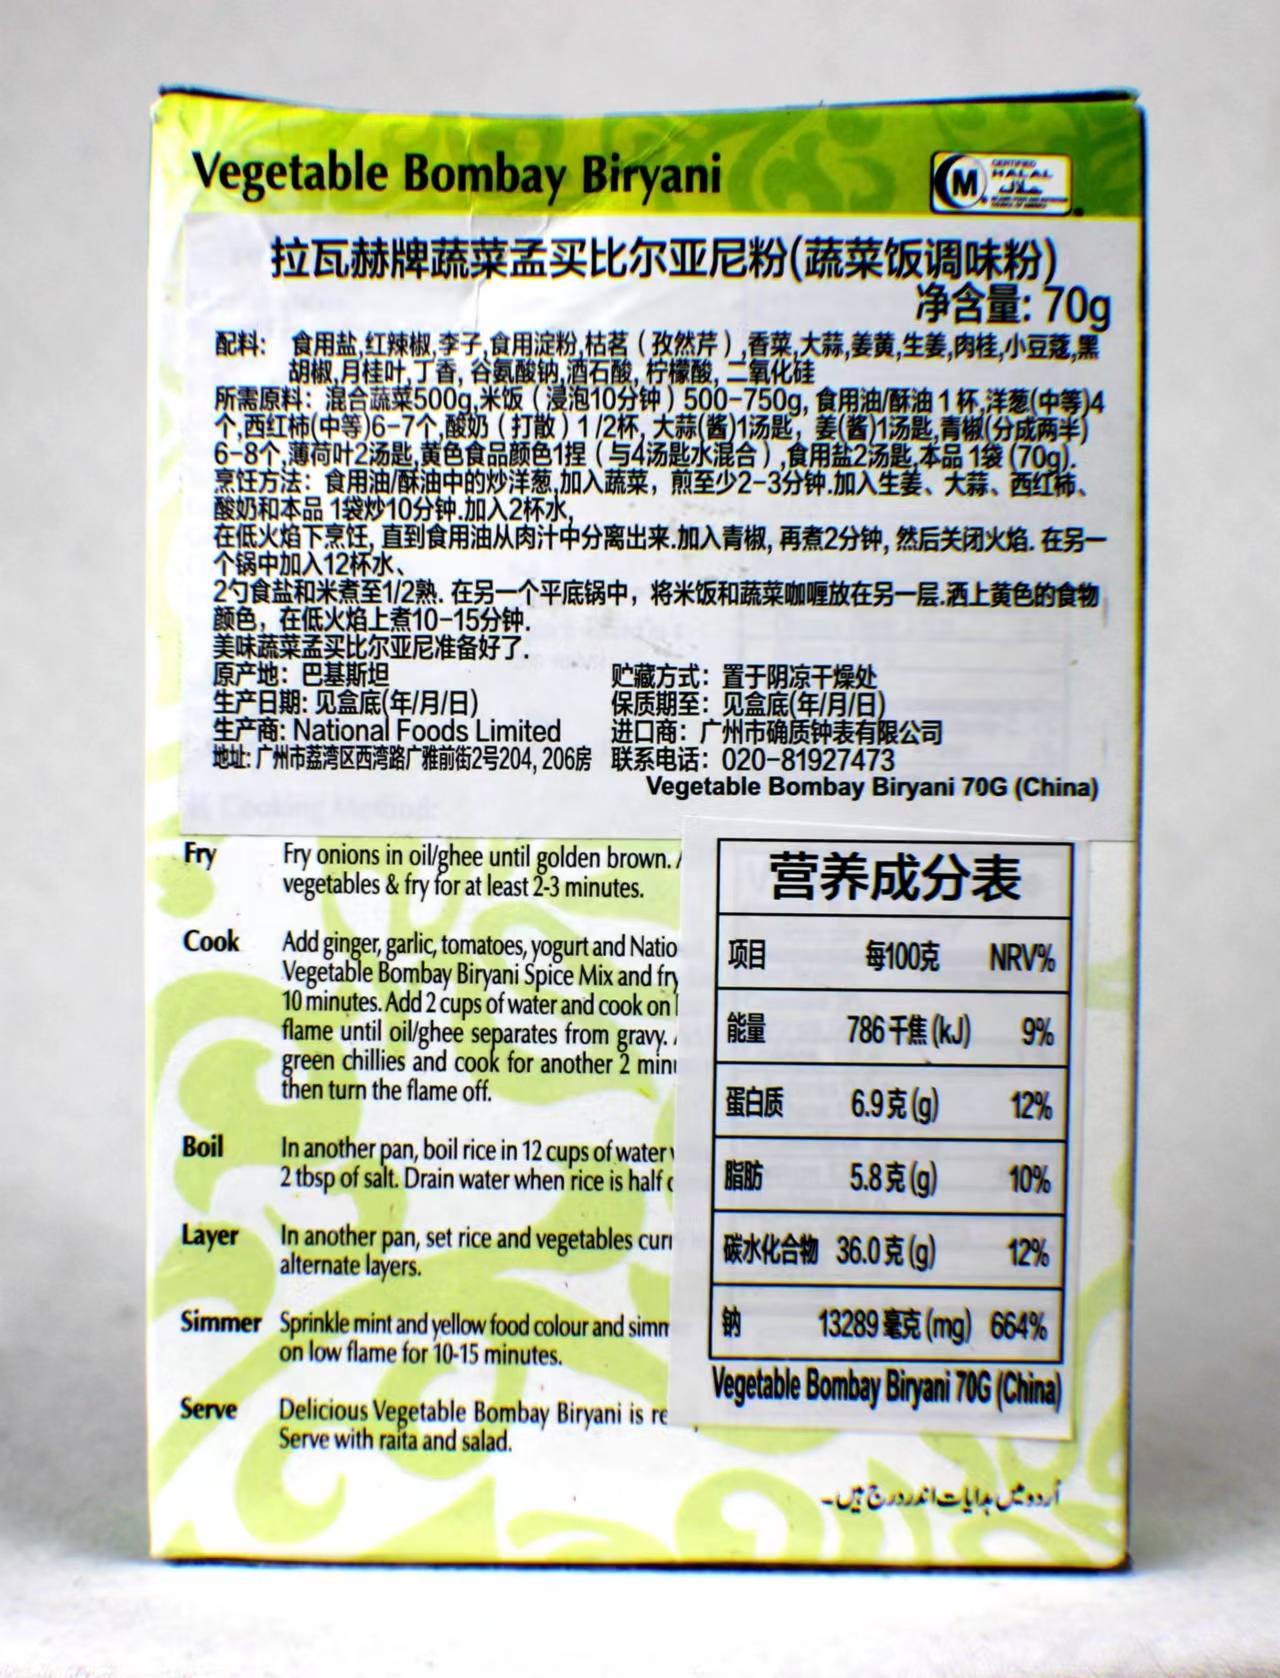 Vegetable Bombay Biryani
CERTIFIED
HALAL
حلال
M
拉瓦赫牌蔬菜孟买比尔亚尼粉(蔬菜饭调味粉)
净含量: 70g
配料: 食用盐,红辣椒,李子,食用淀粉,枯茗（孜然芹）,香菜,大蒜,姜黄,生姜,肉桂,小豆蔻,黑
胡椒,月桂叶,丁香, 谷氨酸钠,酒石酸, 柠檬酸, 二氧化硅
所需原料：混合蔬菜500g,米饭（浸泡10分钟）500-750g, 食用油/酥油 1 杯,洋葱(中等)4
个,西红柿(中等)6-7个,酸奶（打散）1/2杯, 大蒜(酱)1汤匙，姜(酱)1汤匙,青椒(分成两半)
6-8个,薄荷叶2汤匙,黄色食品颜色1捏（与4汤匙水混合）,食用盐2汤匙,本品 1袋 (70g).
烹饪方法：食用油/酥油中的炒洋葱,加入蔬菜，煎至少2-3分钟.加入生姜、大蒜、西红柿、
酸奶和本品 1袋炒10分钟.加入2杯水,
在低火焰下烹饪, 直到食用油从肉汁中分离出来.加入青椒, 再煮2分钟, 然后关闭火焰. 在另一
个锅中加入12杯水、
2勺食盐和米煮至1/2熟. 在另一个平底锅中，将米饭和蔬菜咖喱放在另一层.洒上黄色的食物
颜色，在低火焰上煮10-15分钟.
美味蔬菜孟买比尔亚尼准备好了.
原产地：巴基斯坦 贮藏方式：置于阴凉干燥处
生产日期: 见盒底(年/月/日) 保质期至：见盒底(年/月/日)
生产商: National Foods Limited 进口商：广州市确质钟表有限公司
地址: 广州市荔湾区西湾路广雅前街2号204, 206房 联系电话：020-81927473
Vegetable Bombay Biryani 70G (China)
Fry Fry onions in oil/ghee until golden brown.
vegetables & fry for at least 2-3 minutes.
Cook Add ginger, garlic, tomatoes, yogurt and Natio
Vegetable Bombay Biryani Spice Mix and fry
10 minutes. Add 2 cups of water and cook on
flame until oil/ghee separates from gravy.
green chillies and cook for another 2 min
then turn the flame off.
Boil In another pan, boil rice in 12 cups of water
2 tbsp of salt. Drain water when rice is half
Layer In another pan, set rice and vegetables curr
alternate layers.
Simmer Sprinkle mint and yellow food colour and simm
on low flame for 10-15 minutes.
Serve Delicious Vegetable Bombay Biryani is re
Serve with raita and salad.
营养成分表
项目 每100克 NRV%
能量 786 千焦 (kJ) 9%
蛋白质 6.9 克 (g) 12%
脂肪 5.8 克 (g) 10%
碳水化合物 36.0 克 (g) 12%
钠 13289 毫克 (mg) 664%
Vegetable Bombay Biryani 70G (China)
اُردو میں ہدایات اندر درج ہیں۔